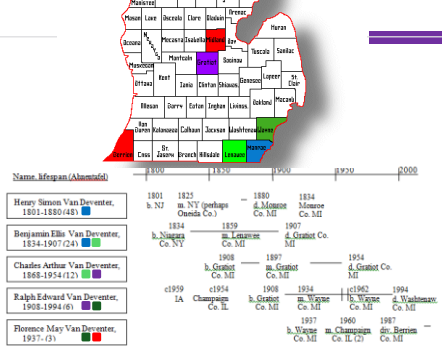 Manistee
Arenac
Huron
Mason Lake Osceola Clare Gladwin
Oceana Mecosta Isabella Midland Bay
Tuscola Sanilac
Muskegon Montcalm Gratiot Saginaw
Kent
Ottawa Ionia Clinton Shiawas. Genesee Lapeer St. Clair
Allegan Barry Eaton Ingham Livings. Oakland Macomb
Van Buren Kalamazoo Calhoun Jackson Washtenaw Wayne
Berrien Cass St. Joseph Branch Hillsdale Lenawee Monroe
Name, lifespan (Ahnentafel) 1800 1850 1900 1950 2000
Henry Simon Van Deventer,
1801-1880 (48)
1801 1825 1880 1834
b. NJ m. NY (perhaps d. Monroe Monroe
Oneida Co.) Co. MI Co. MI
Benjamin Ellis Van Deventer,
1834-1907 (24)
1834 1859 1907
b. Niagara m. Lenawee d. Gratiot Co.
Co. NY Co. MI MI
Charles Arthur Van Deventer,
1868-1954 (12)
1908 1897 1954
b. Gratiot m. Gratiot d. Gratiot Co.
Co. MI Co. MI MI
Ralph Edward Van Deventer,
1908-1994 (6)
c1959 c1954 1908 1934 c1962 1994
IA Champaign b. Gratiot m. Wayne b. Wayne d. Washtenaw
Co. IL Co. MI Co. MI Co. MI Co. MI
Florence May Van Deventer,
1937- (3)
1937 1960 1987
b. Wayne m. Champaign div. Berrien
Co. MI Co. IL (2) Co. MI